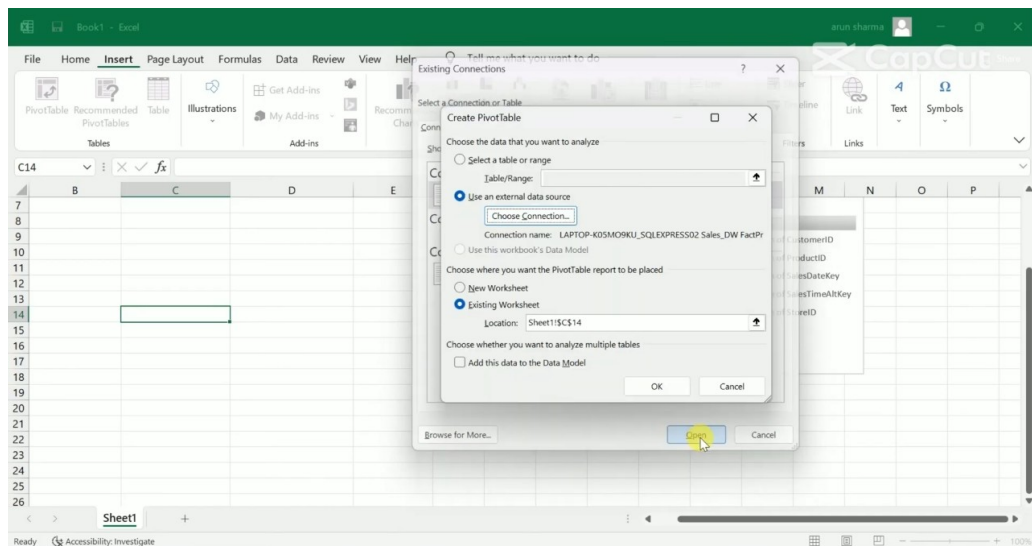 Book1 - Excel
arun sharma
File Home Insert Page Layout Formulas Data Review View Help Tell me what you want to do
CapCut
PivotTable Recommended PivotTables Table Illustrations
Get Add-ins
My Add-ins
Text Symbols
Link
Tables Add-ins Links
C14
fx
B C D E M N O P
7
8
9
10
11
12
13
14
15
16
17
18
19
20
21
22
23
24
25
26
Existing Connections
Select a Connection or Table
Create PivotTable
Choose the data that you want to analyze
Select a table or range
Table/Range:
Use an external data source
Choose Connection...
Connection name: LAPTOP-K05MO9KU_SQLEXPRESS02 Sales_DW FactPr
Use this workbook's Data Model
Choose where you want the PivotTable report to be placed
New Worksheet
Existing Worksheet
Location: Sheet1!$C$14
Choose whether you want to analyze multiple tables
Add this data to the Data Model
OK Cancel
Browse for More... Open Cancel
Sheet1
Ready Accessibility: Investigate 100%